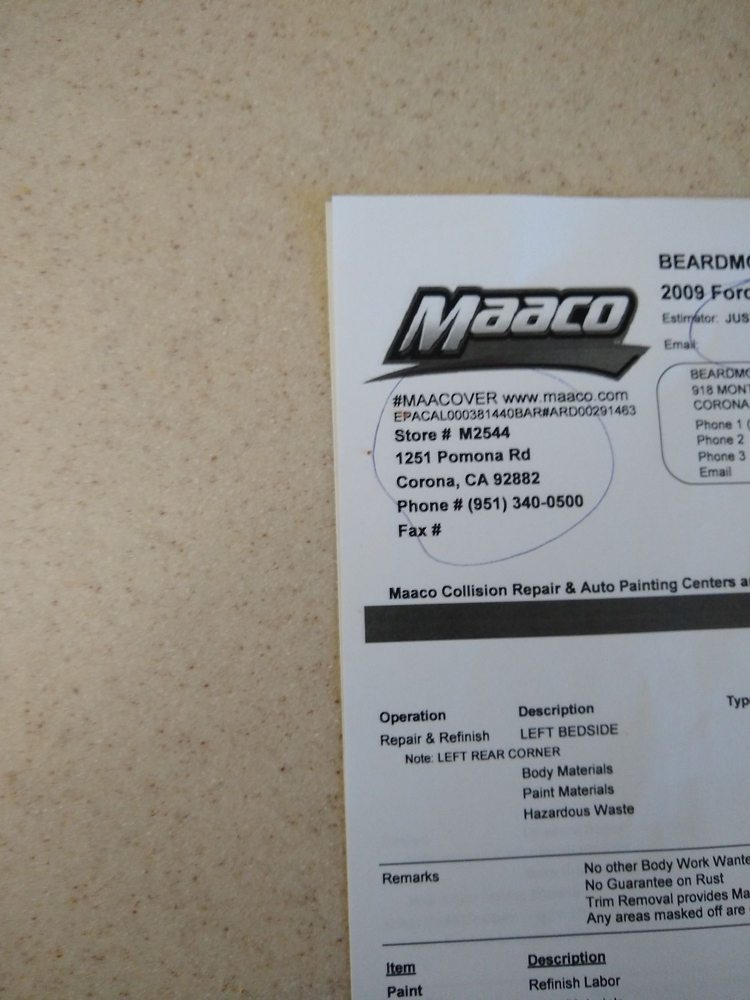 BEARDMO
2009 Ford
Estimator: JUS
Email:
Maaco
BEARDMO
918 MONT
CORONA
Phone 1 (
Phone 2
Phone 3
Email
#MAACOVER www.maaco.com
EPACAL000381440BAR#ARD00291463
Store # M2544
1251 Pomona Rd
Corona, CA 92882
Phone # (951) 340-0500
Fax #
Maaco Collision Repair & Auto Painting Centers a
Operation Description Typ
Repair & Refinish LEFT BEDSIDE
Note: LEFT REAR CORNER
Body Materials
Paint Materials
Hazardous Waste
Remarks No other Body Work Wante
No Guarantee on Rust
Trim Removal provides Ma
Any areas masked off are
Item Description
Paint Refinish Labor